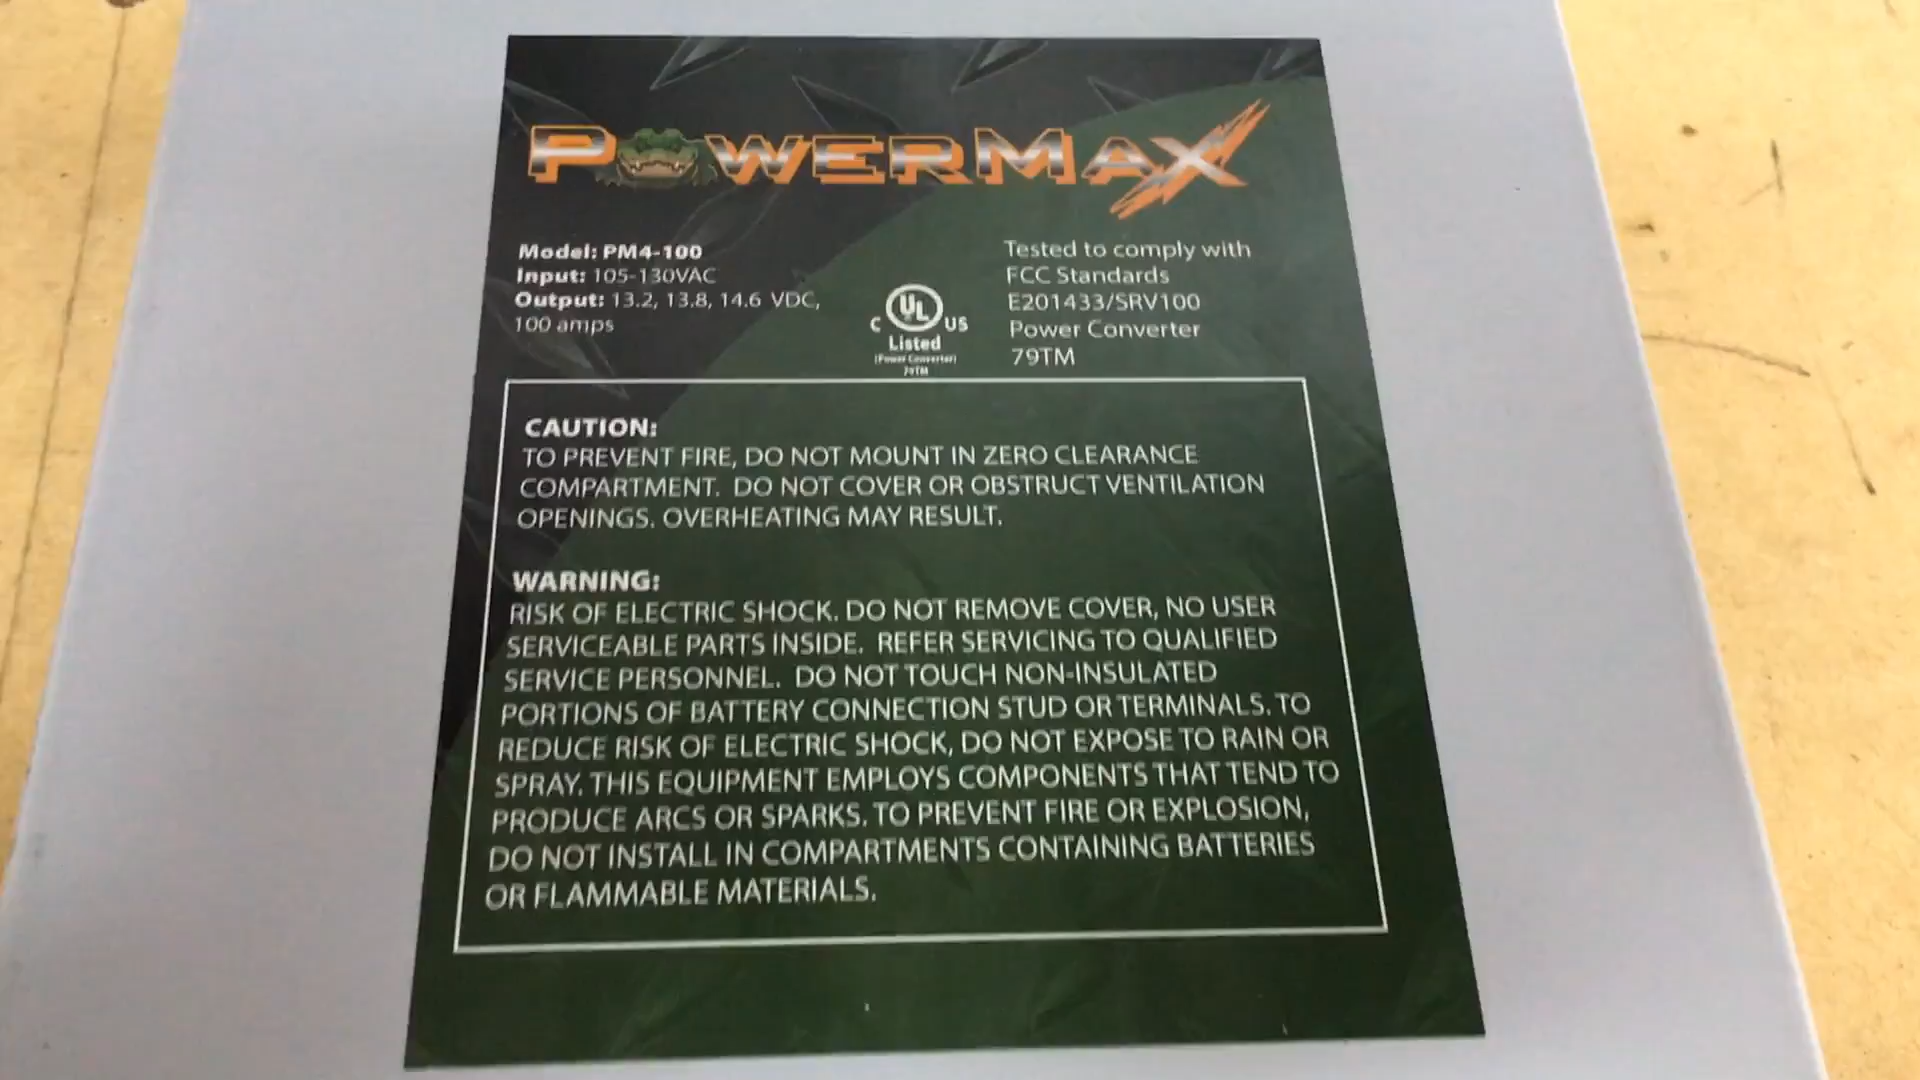 POWERMAX
Model: PM4-100
Input: 105-130VAC
Output: 13.2, 13.8, 14.6 VDC,
100 amps
C UL US
Listed
(Power Converter)
79TM
Tested to comply with
FCC Standards
E201433/SRV100
Power Converter
79TM
CAUTION:
TO PREVENT FIRE, DO NOT MOUNT IN ZERO CLEARANCE
COMPARTMENT. DO NOT COVER OR OBSTRUCT VENTILATION
OPENINGS. OVERHEATING MAY RESULT.
WARNING:
RISK OF ELECTRIC SHOCK. DO NOT REMOVE COVER, NO USER
SERVICEABLE PARTS INSIDE. REFER SERVICING TO QUALIFIED
SERVICE PERSONNEL. DO NOT TOUCH NON-INSULATED
PORTIONS OF BATTERY CONNECTION STUD OR TERMINALS. TO
REDUCE RISK OF ELECTRIC SHOCK, DO NOT EXPOSE TO RAIN OR
SPRAY. THIS EQUIPMENT EMPLOYS COMPONENTS THAT TEND TO
PRODUCE ARCS OR SPARKS. TO PREVENT FIRE OR EXPLOSION,
DO NOT INSTALL IN COMPARTMENTS CONTAINING BATTERIES
OR FLAMMABLE MATERIALS.